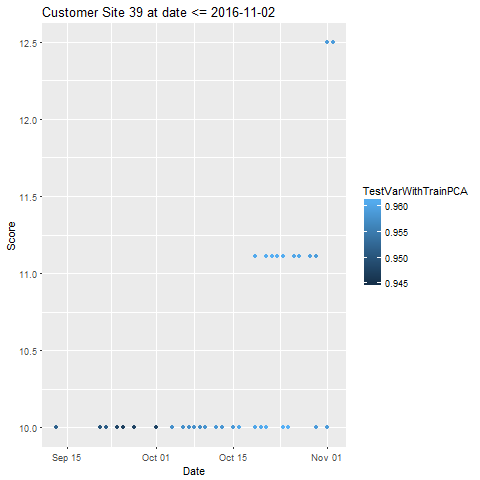 Customer Site 39 at date <= 2016-11-02
12.5
12.0
11.5
11.0
10.5
10.0
Score
Sep 15
Oct 01
Oct 15
Nov 01
Date
TestVarWithTrainPCA
0.960
0.955
0.950
0.945